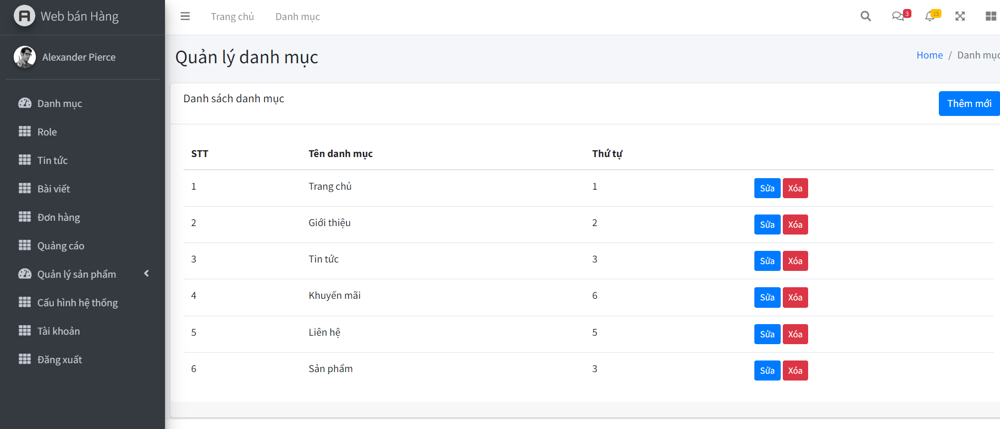 Web bán Hàng
Trang chủ
Danh mục
3
15
Alexander Pierce
Danh mục
Role
Tin tức
Bài viết
Đơn hàng
Quảng cáo
Quản lý sản phẩm
Cấu hình hệ thống
Tài khoản
Đăng xuất
Quản lý danh mục
Home / Danh mục
Danh sách danh mục
Thêm mới
STT Tên danh mục Thứ tự
1 Trang chủ 1 Sửa Xóa
2 Giới thiệu 2 Sửa Xóa
3 Tin tức 3 Sửa Xóa
4 Khuyến mãi 6 Sửa Xóa
5 Liên hệ 5 Sửa Xóa
6 Sản phẩm 3 Sửa Xóa